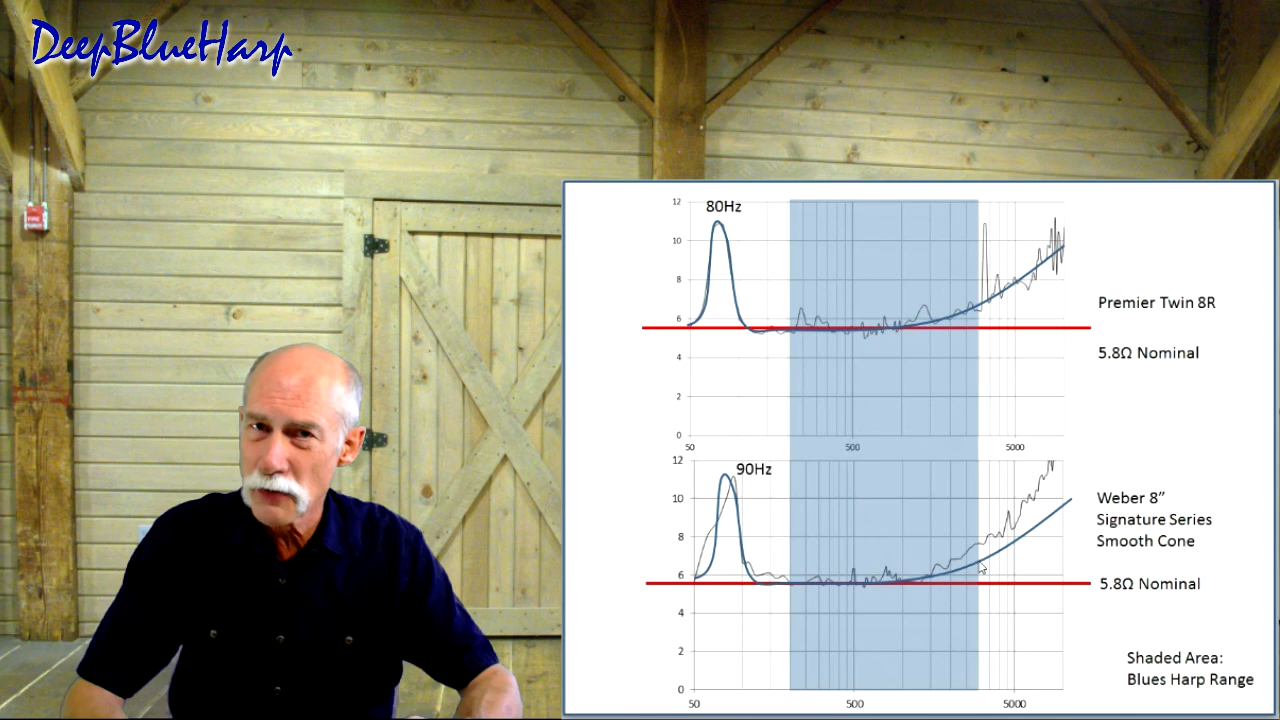 DeepBlueHarp
FIRE
80Hz
12
10
8
6
4
2
0
50
500
5000
Premier Twin 8R
5.8Ω Nominal
90Hz
12
10
8
6
4
2
0
50
500
5000
Weber 8”
Signature Series
Smooth Cone
5.8Ω Nominal
Shaded Area:
Blues Harp Range